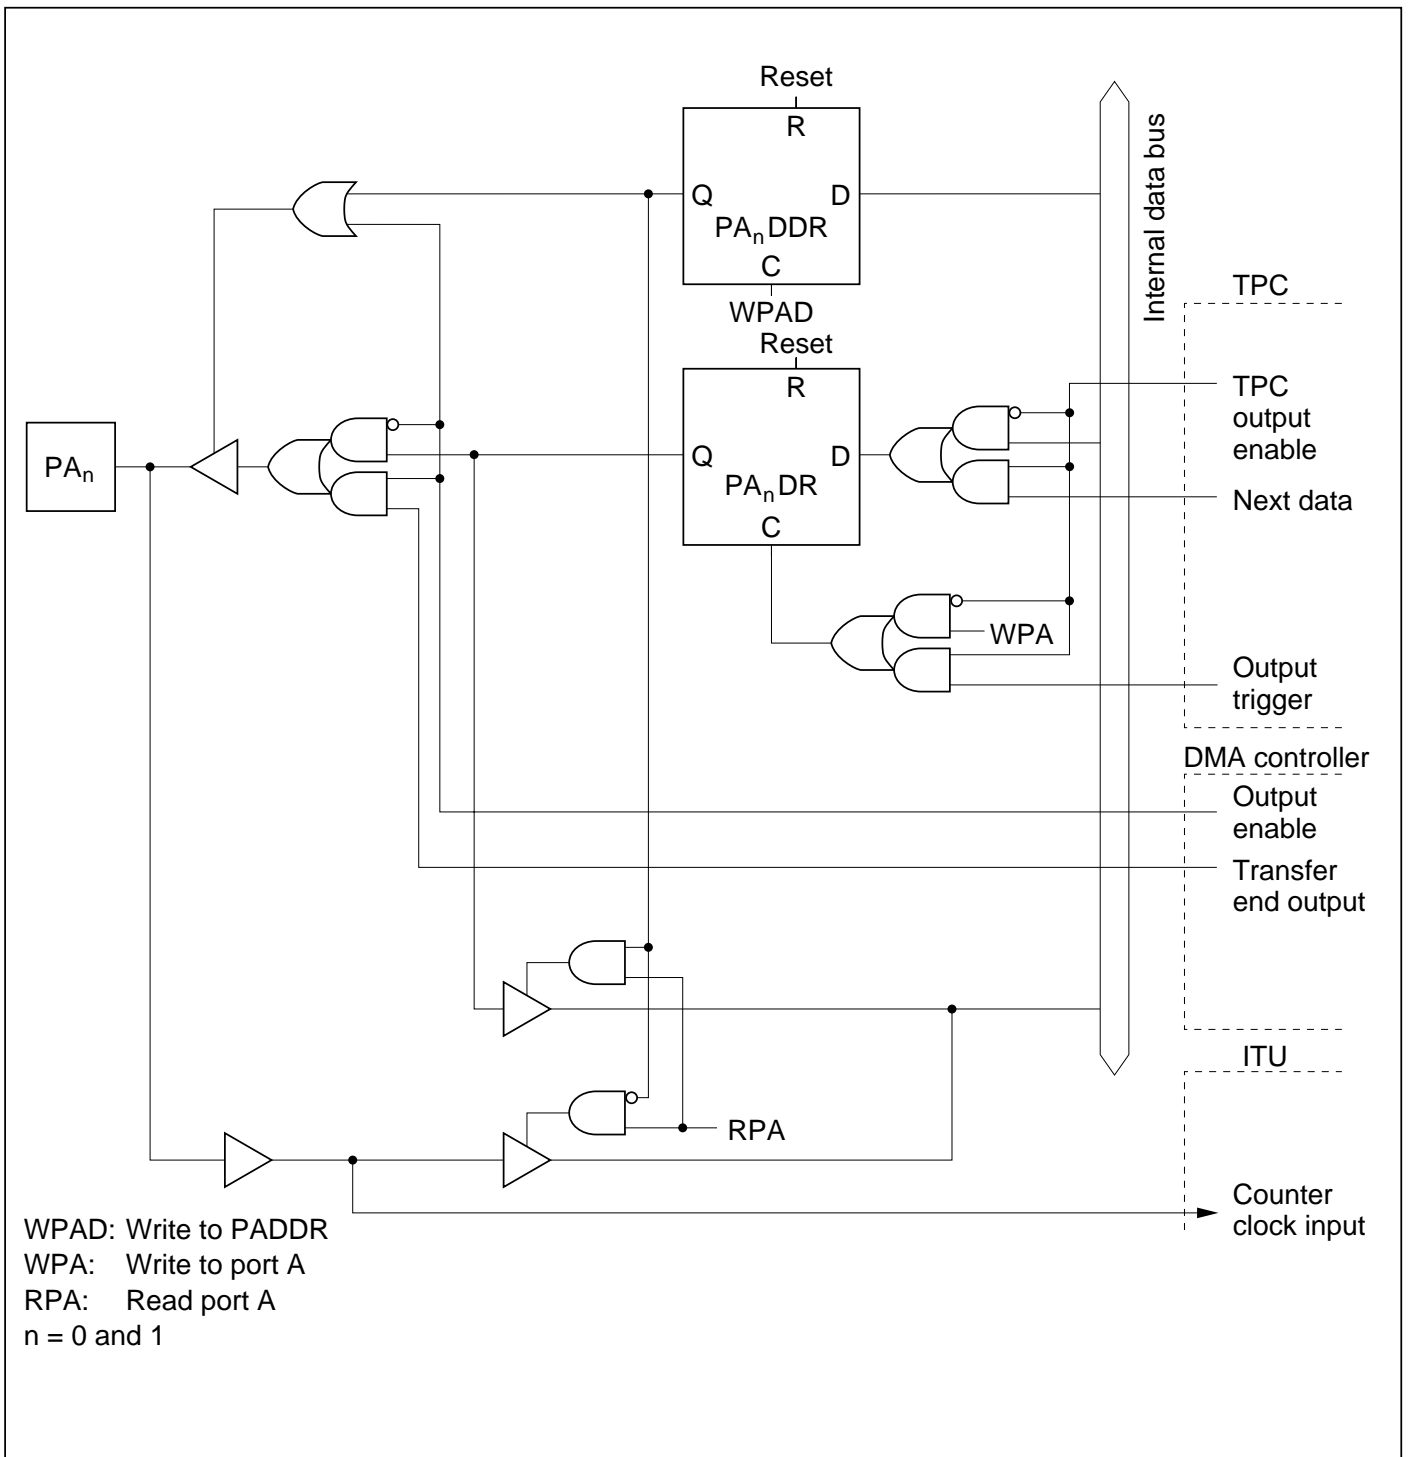 Reset
R
Q
D
PAnDDR
C
WPAD
Internal data bus
TPC
Reset
R
Q
D
PAnDR
C
TPC
output
enable
Next data
PAn
WPA
Output
trigger
DMA controller
Output
enable
Transfer
end output
ITU
RPA
Counter
clock input
WPAD: Write to PADDR
WPA: Write to port A
RPA: Read port A
n = 0 and 1